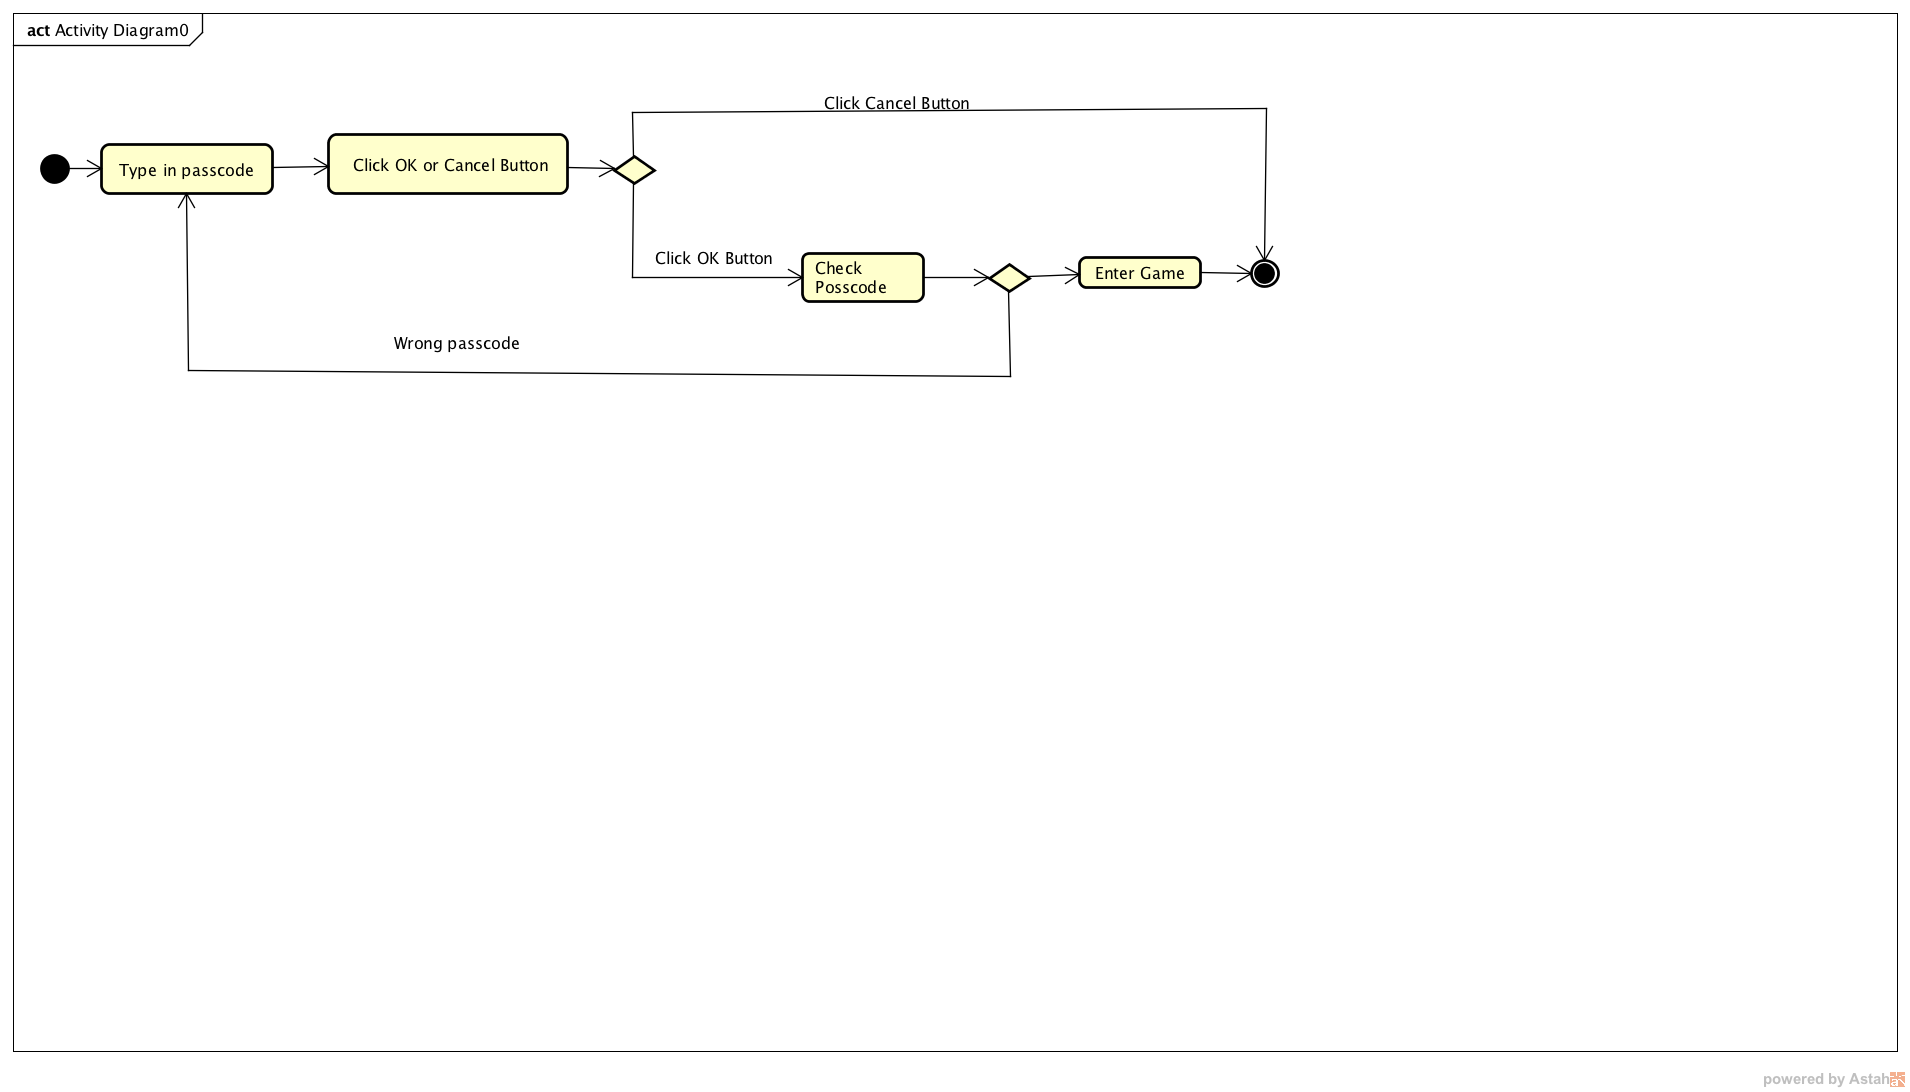 act Activity Diagram0
Click Cancel Button
Type in passcode
Click OK or Cancel Button
Click OK Button
Check
Posscode
Enter Game
Wrong passcode
powered by Astah